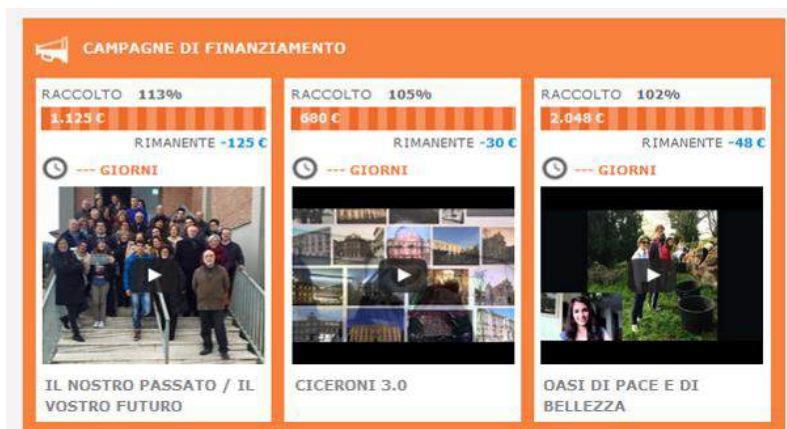 CAMPAGNE DI FINANZIAMENTO
RACCOLTO 113%
1.125 €
RIMANENTE -125 €
--- GIORNI
IL NOSTRO PASSATO / IL
VOSTRO FUTURO
RACCOLTO 105%
680 €
RIMANENTE -30 €
--- GIORNI
CICERONI 3.0
RACCOLTO 102%
2.048 €
RIMANENTE -48 €
--- GIORNI
OASI DI PACE E DI
BELLEZZA